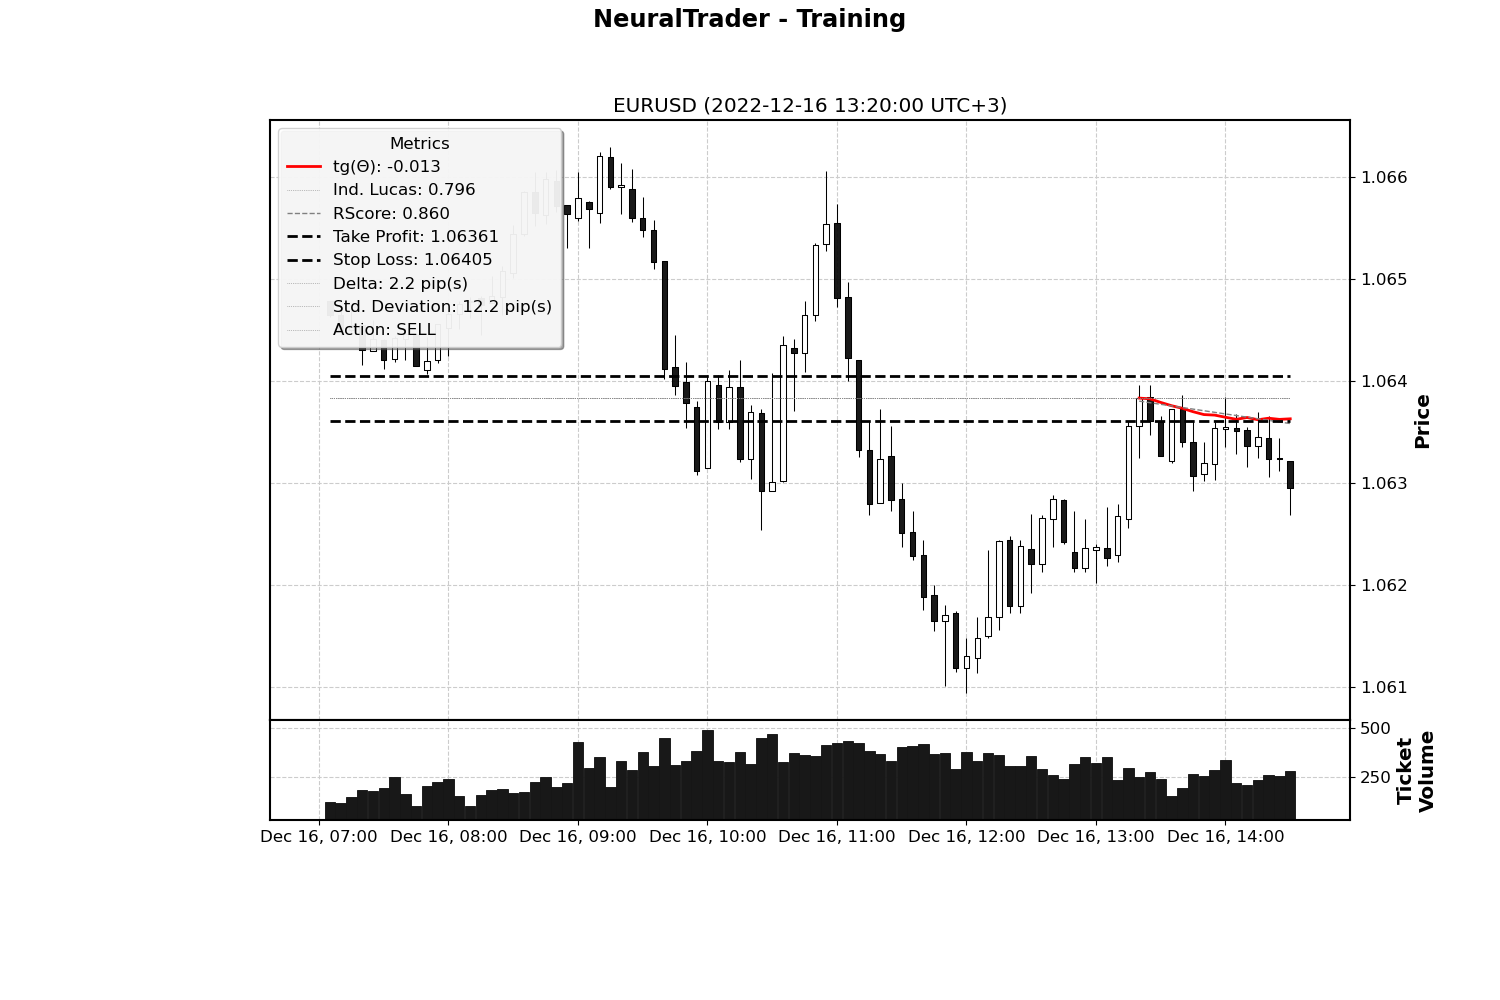 NeuralTrader - Training
EURUSD (2022-12-16 13:20:00 UTC+3)
Metrics
tg(Θ): -0.013
Ind. Lucas: 0.796
RScore: 0.860
Take Profit: 1.06361
Stop Loss: 1.06405
Delta: 2.2 pip(s)
Std. Deviation: 12.2 pip(s)
Action: SELL
1.066
1.065
1.064
1.063
1.062
1.061
Price
500
250
Ticket
Volume
Dec 16, 07:00
Dec 16, 08:00
Dec 16, 09:00
Dec 16, 10:00
Dec 16, 11:00
Dec 16, 12:00
Dec 16, 13:00
Dec 16, 14:00